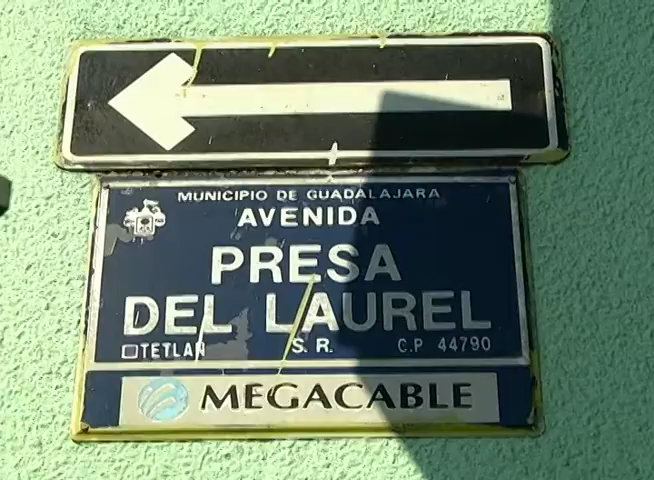 MUNICIPIO DE GUADALAJARA
AVENIDA
PRESA
DEL LAUREL
TETLAN S. R. C.P 44790
MEGACABLE